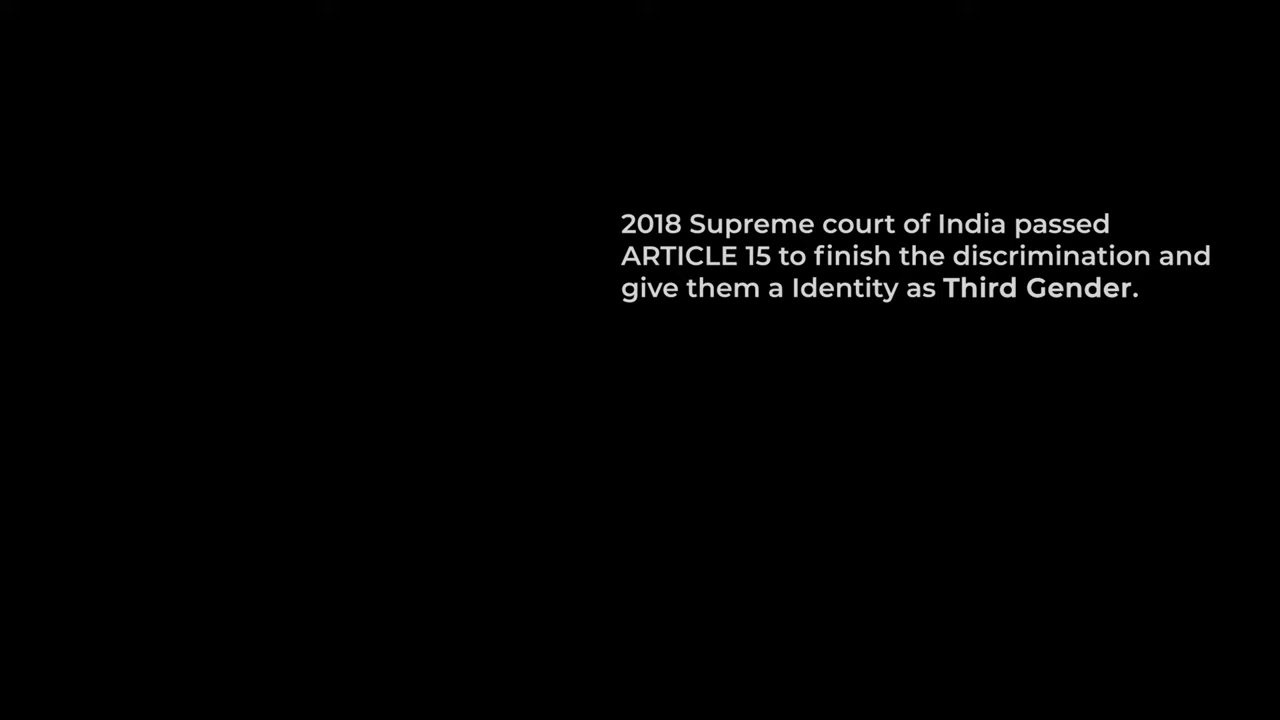 2018 Supreme court of India passed
ARTICLE 15 to finish the discrimination and
give them a Identity as Third Gender.